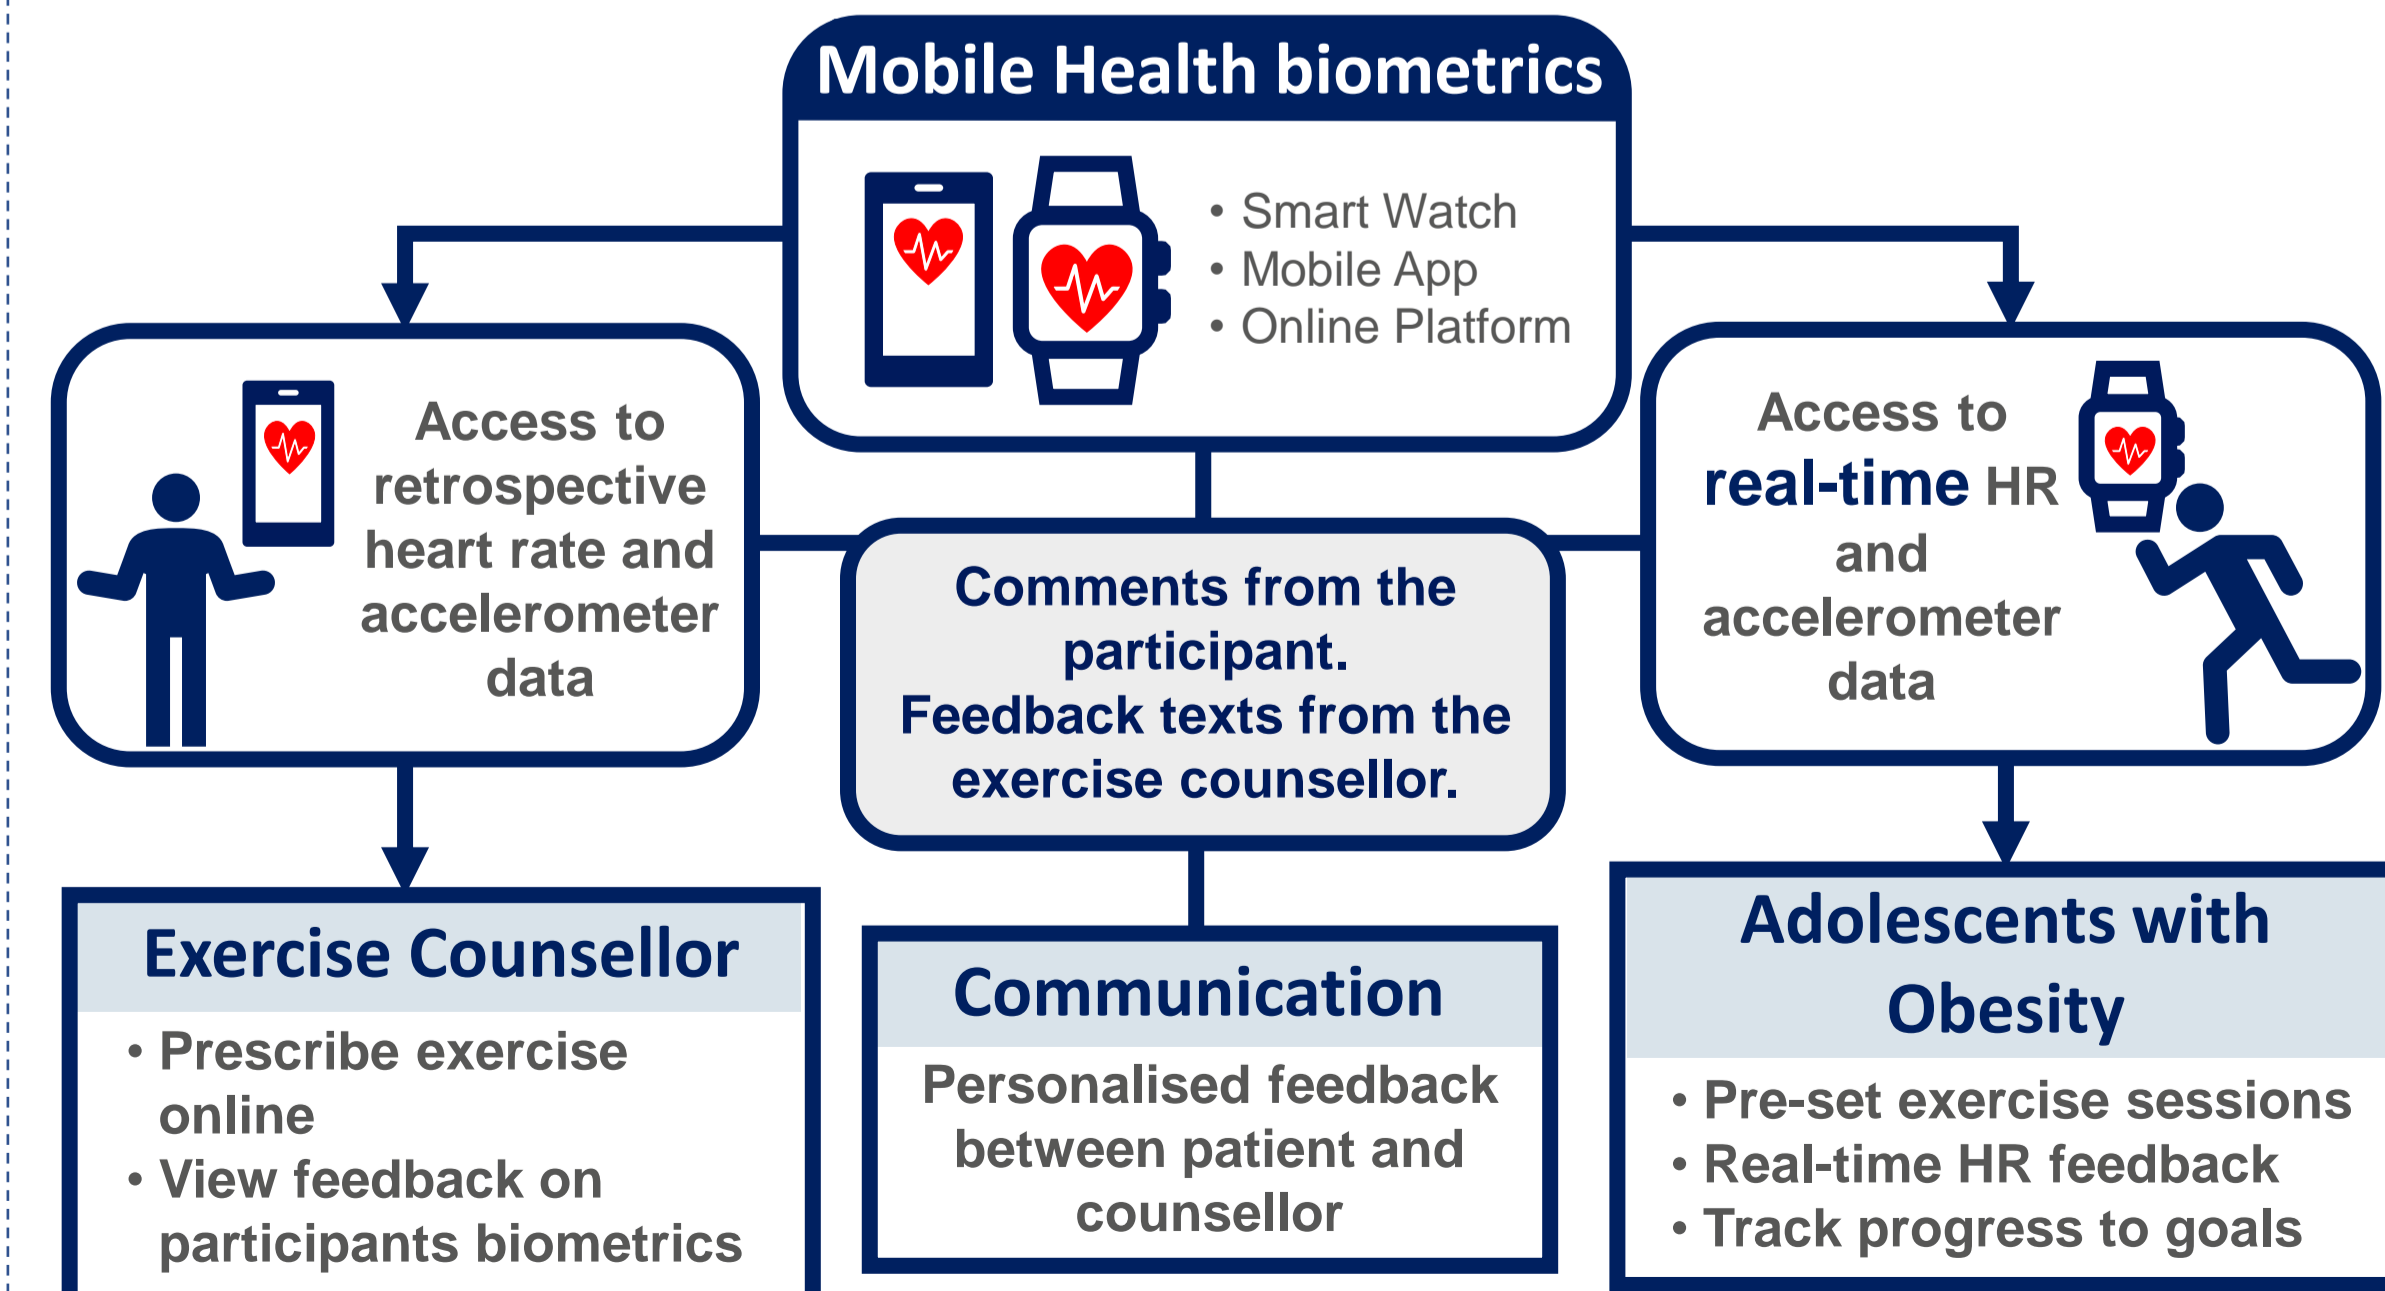 Mobile Health biometrics
• Smart Watch
• Mobile App
• Online Platform
Access to
retrospective
heart rate and
accelerometer
data
Comments from the
participant.
Feedback texts from the
exercise counsellor.
Access to
real-time HR
and
accelerometer
data
Exercise Counsellor
• Prescribe exercise
online
• View feedback on
participants biometrics
Communication
Personalised feedback
between patient and
counsellor
Adolescents with
Obesity
• Pre-set exercise sessions
• Real-time HR feedback
• Track progress to goals